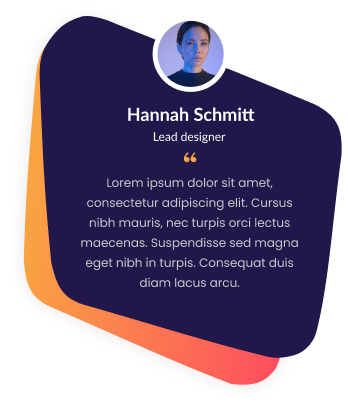 Hannah Schmitt
Lead designer
“
Lorem ipsum dolor sit amet,
consectetur adipiscing elit. Cursus
nibh mauris, nec turpis orci lectus
maecenas. Suspendisse sed magna
eget nibh in turpis. Consequat duis
diam lacus arcu.